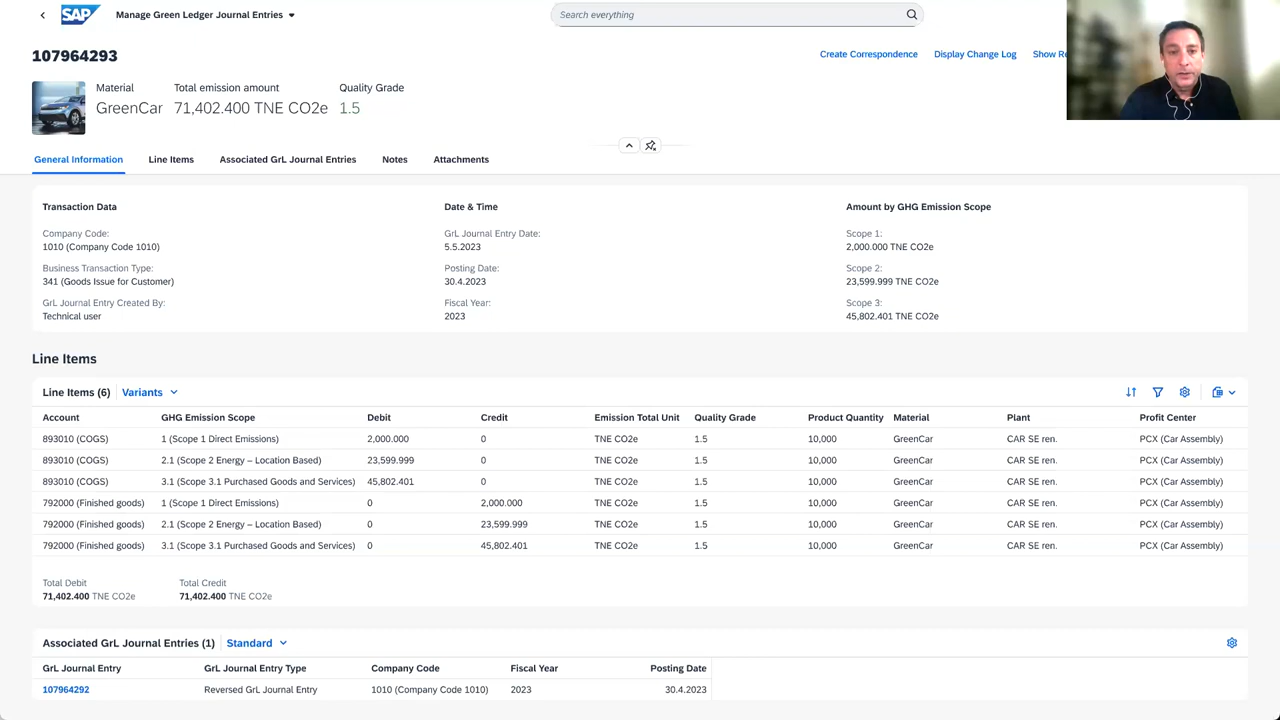 SAP Manage Green Ledger Journal Entries
Search everything
107964293
Create Correspondence Display Change Log Show Re
Material Total emission amount Quality Grade
GreenCar 71,402.400 TNE CO2e 1.5
General Information Line Items Associated GrL Journal Entries Notes Attachments
Transaction Data Date & Time Amount by GHG Emission Scope
Company Code: GrL Journal Entry Date: Scope 1:
1010 (Company Code 1010) 5.5.2023 2,000.000 TNE CO2e
Business Transaction Type: Posting Date: Scope 2:
341 (Goods Issue for Customer) 30.4.2023 23,599.999 TNE CO2e
GrL Journal Entry Created By: Fiscal Year: Scope 3:
Technical user 2023 45,802.401 TNE CO2e
Line Items
Line Items (6) Variants
Account GHG Emission Scope Debit Credit Emission Total Unit Quality Grade Product Quantity Material Plant Profit Center
893010 (COGS) 1 (Scope 1 Direct Emissions) 2,000.000 0 TNE CO2e 1.5 10,000 GreenCar CAR SE ren. PCX (Car Assembly)
893010 (COGS) 2.1 (Scope 2 Energy – Location Based) 23,599.999 0 TNE CO2e 1.5 10,000 GreenCar CAR SE ren. PCX (Car Assembly)
893010 (COGS) 3.1 (Scope 3.1 Purchased Goods and Services) 45,802.401 0 TNE CO2e 1.5 10,000 GreenCar CAR SE ren. PCX (Car Assembly)
792000 (Finished goods) 1 (Scope 1 Direct Emissions) 0 2,000.000 TNE CO2e 1.5 10,000 GreenCar CAR SE ren. PCX (Car Assembly)
792000 (Finished goods) 2.1 (Scope 2 Energy – Location Based) 0 23,599.999 TNE CO2e 1.5 10,000 GreenCar CAR SE ren. PCX (Car Assembly)
792000 (Finished goods) 3.1 (Scope 3.1 Purchased Goods and Services) 0 45,802.401 TNE CO2e 1.5 10,000 GreenCar CAR SE ren. PCX (Car Assembly)
Total Debit Total Credit
71,402.400 TNE CO2e 71,402.400 TNE CO2e
Associated GrL Journal Entries (1) Standard
GrL Journal Entry GrL Journal Entry Type Company Code Fiscal Year Posting Date
107964292 Reversed GrL Journal Entry 1010 (Company Code 1010) 2023 30.4.2023